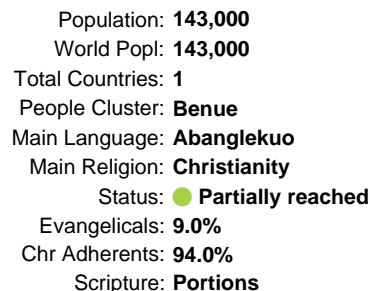 Population: 143,000
World Popl: 143,000
Total Countries: 1
People Cluster: Benue
Main Language: Abanglekuo
Main Religion: Christianity
Status: Partially reached
Evangelicals: 9.0%
Chr Adherents: 94.0%
Scripture: Portions